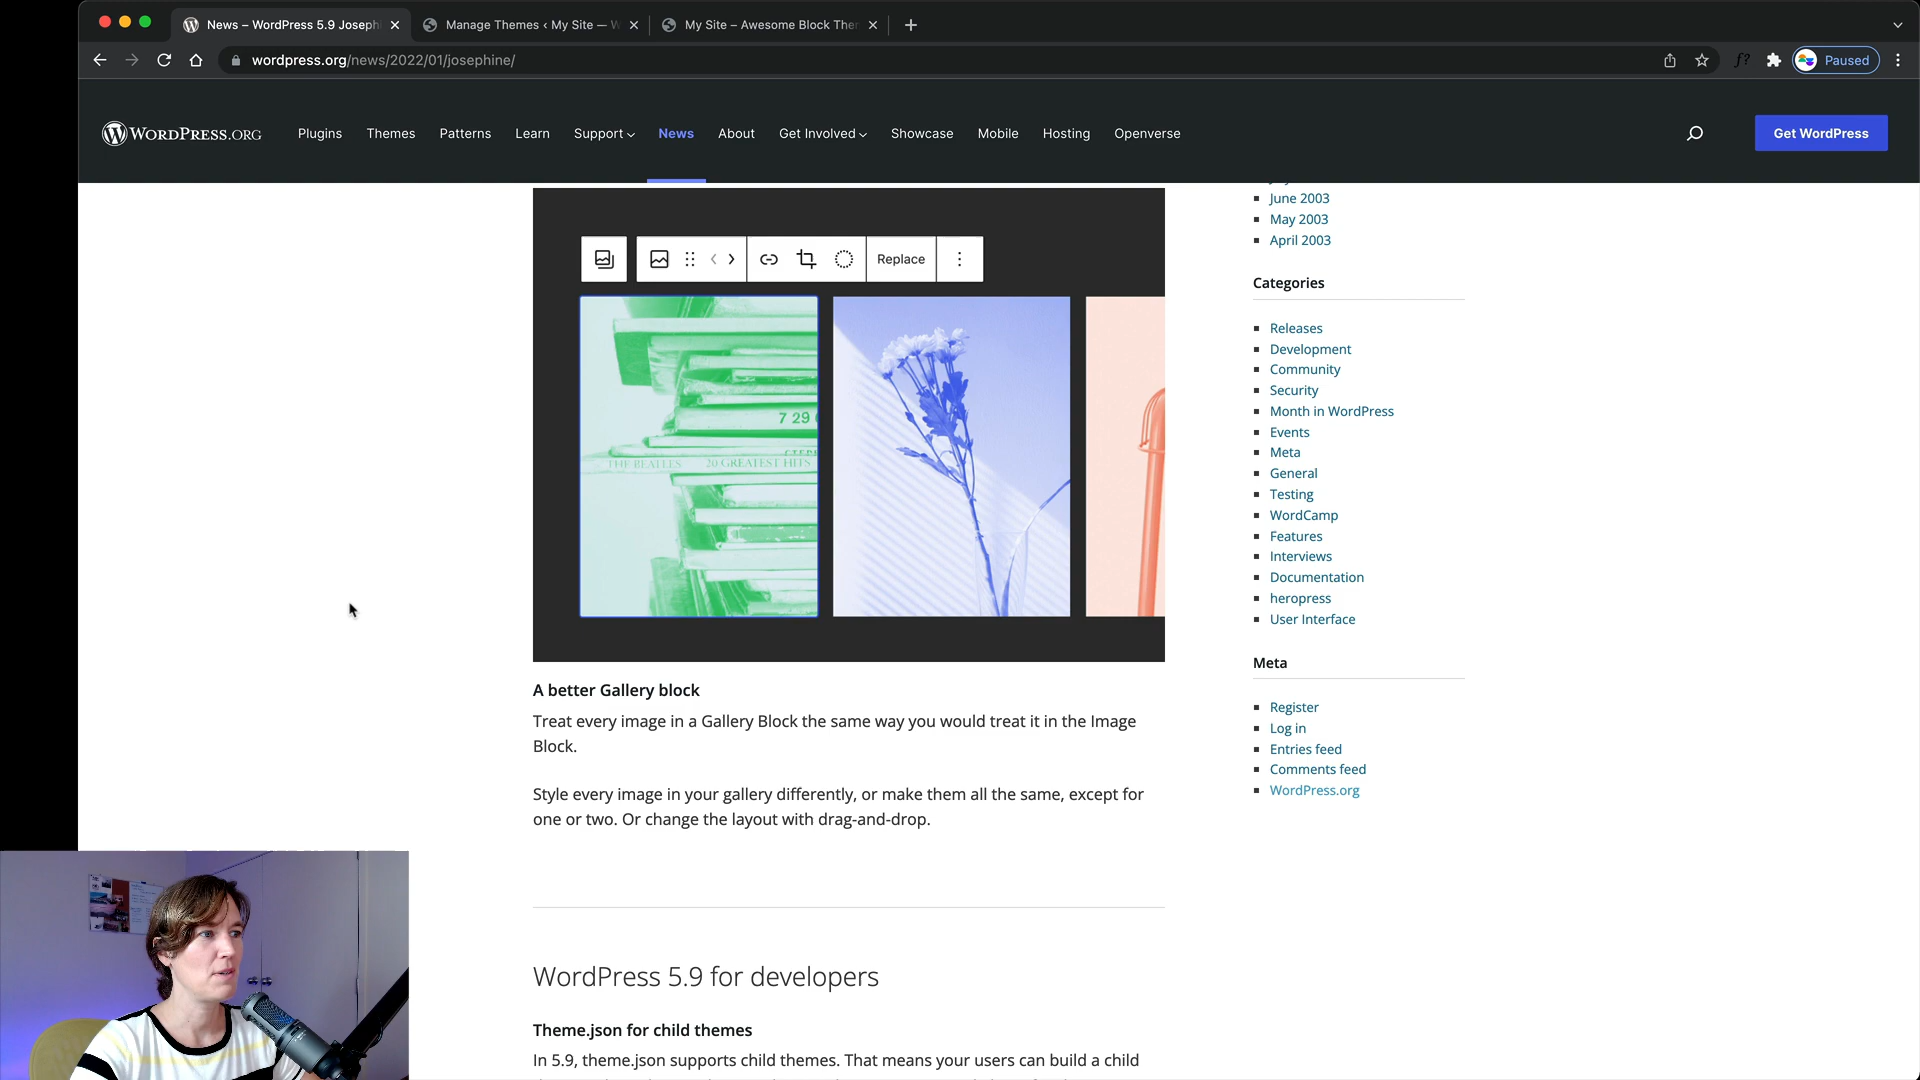 News – WordPress 5.9 Joseph
Manage Themes ‹ My Site — W
My Site – Awesome Block The
wordpress.org/news/2022/01/josephine/
f?
Paused
WORDPRESS.ORG
Plugins
Themes
Patterns
Learn
Support
News
About
Get Involved
Showcase
Mobile
Hosting
Openverse
Get WordPress
June 2003
May 2003
April 2003
Replace
7 29
THE BEATLES 20 GREATEST HITS
Categories
Releases
Development
Community
Security
Month in WordPress
Events
Meta
General
Testing
WordCamp
Features
Interviews
Documentation
heropress
User Interface
Meta
Register
Log in
Entries feed
Comments feed
WordPress.org
A better Gallery block
Treat every image in a Gallery Block the same way you would treat it in the Image
Block.
Style every image in your gallery differently, or make them all the same, except for
one or two. Or change the layout with drag-and-drop.
WordPress 5.9 for developers
Theme.json for child themes
In 5.9, theme.json supports child themes. That means your users can build a child